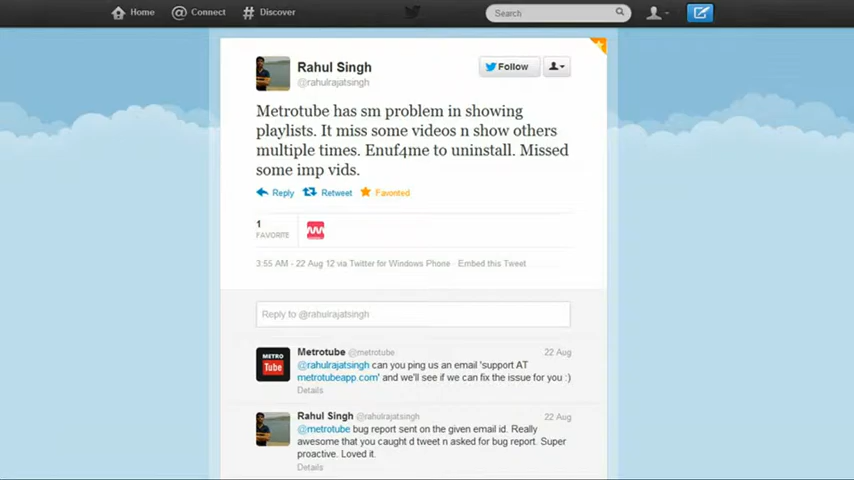 Home Connect Discover Search
Rahul Singh
@rahulrajatsingh
Follow
Metrotube has sm problem in showing
playlists. It miss some videos n show others
multiple times. Enuf4me to uninstall. Missed
some imp vids.
Reply Retweet Favorited
1
FAVORITE
3:55 AM - 22 Aug 12 via Twitter for Windows Phone · Embed this Tweet
Reply to @rahulrajatsingh
Metrotube @metrotube 22 Aug
@rahulrajatsingh can you ping us an email 'support AT
metrotubeapp.com' and we'll see if we can fix the issue for you :)
Details
METRO
Tube
Rahul Singh @rahulrajatsingh 22 Aug
@metrotube bug report sent on the given email id. Really
awesome that you caught d tweet n asked for bug report. Super
proactive. Loved it.
Details